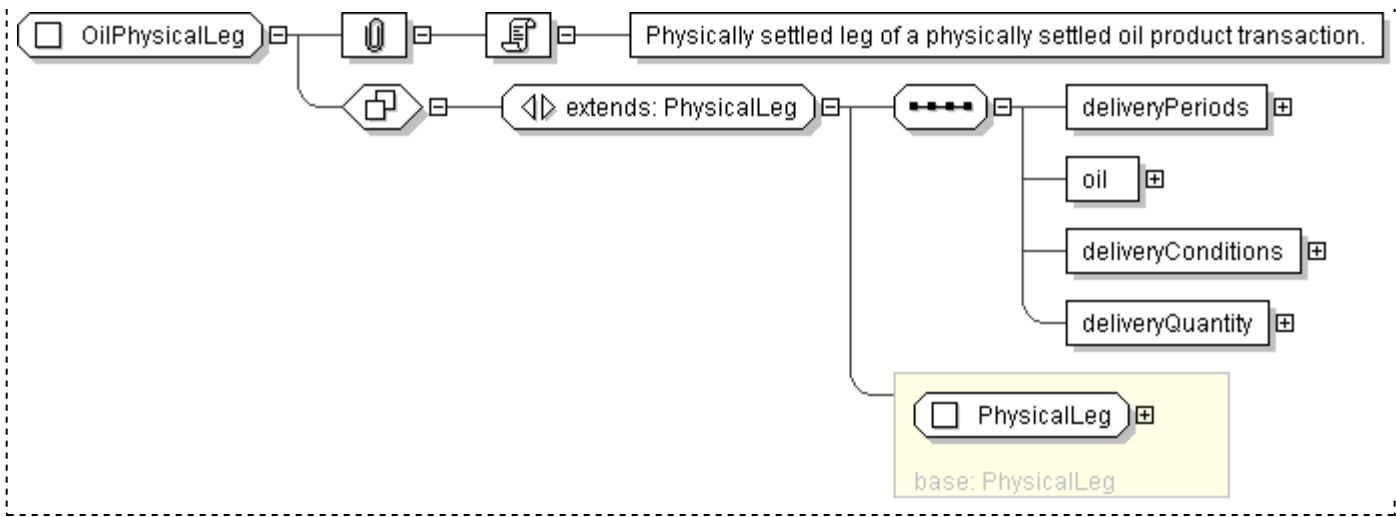 OilPhysicalLeg
Physically settled leg of a physically settled oil product transaction.
extends: PhysicalLeg
deliveryPeriods
oil
deliveryConditions
deliveryQuantity
PhysicalLeg
base: PhysicalLeg